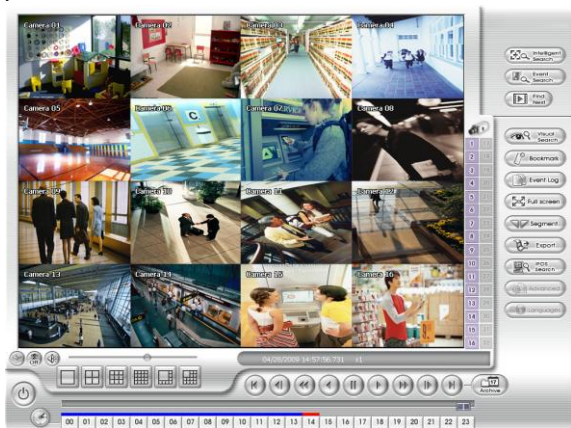 Camera 01
Camera 02
Camera 03
Camera 04
Camera 05
Camera 06
Camera 07
Camera 08
Camera 09
Camera 10
Camera 11
Camera 12
Camera 13
Camera 14
Camera 15
Camera 16
C
Intelligent
Search
Event
Search
Find
Next
Visual
Search
Bookmark
Event Log
Full screen
Segment
Export
POS
Search
Advanced
Languages
1
2
3
4
5
6
7
8
9
10
11
12
13
14
15
16
04/28/2009 14:57:56.731 x1
17
Archive
00 01 02 03 04 05 06 07 08 09 10 11 12 13 14 15 16 17 18 19 20 21 22 23